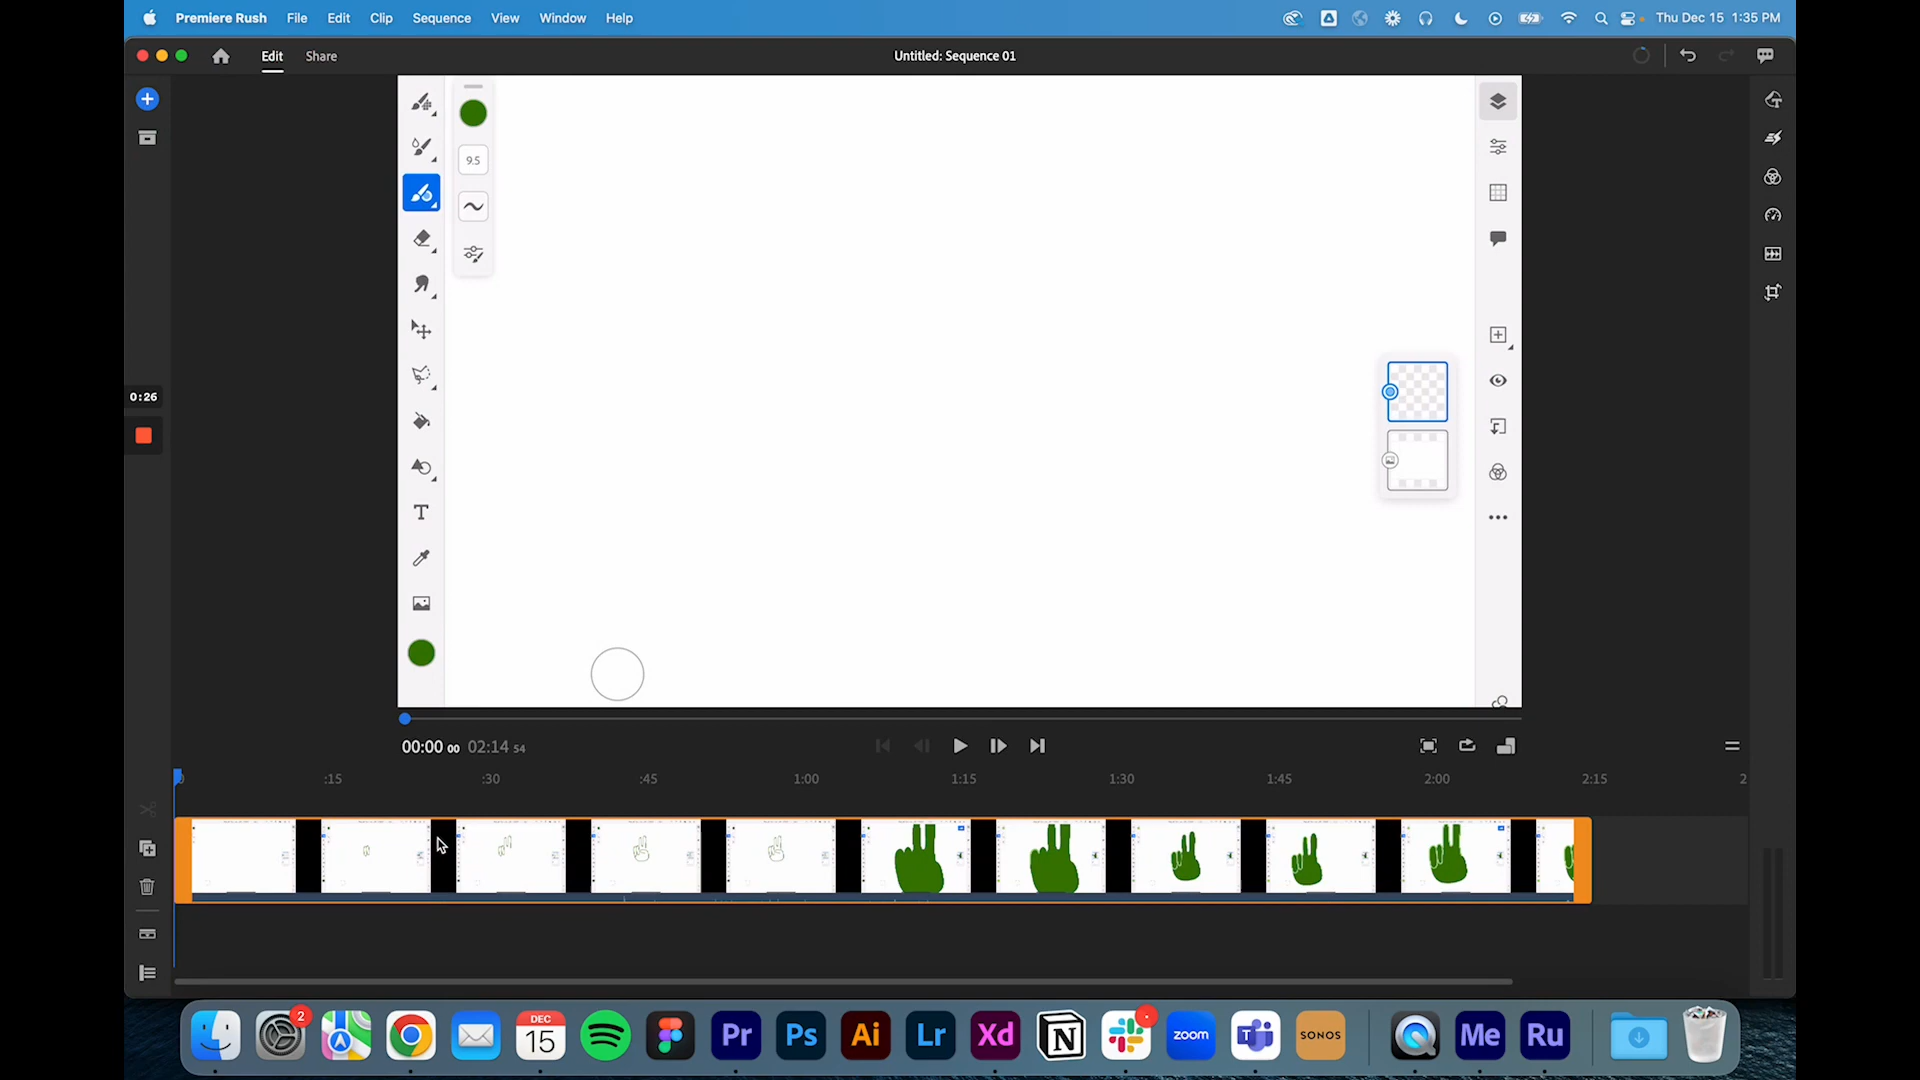 Premiere Rush File Edit Clip Sequence View Window Help Thu Dec 15 1:35 PM
Edit Share Untitled: Sequence 01
9.5
0:26
00:00 00 02:14 54
:15 :30 :45 1:00 1:15 1:30 1:45 2:00 2:15 2
2 DEC 15 Pr Ps Ai Lr Xd N zoom T SONOS Me Ru